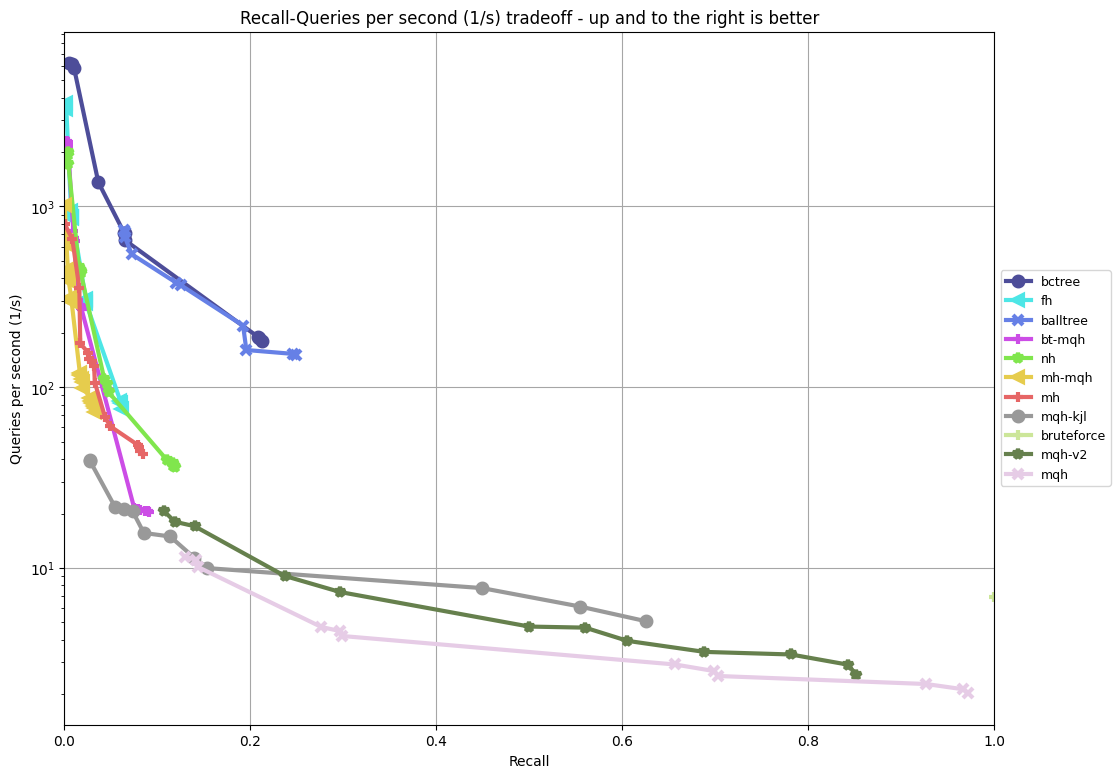 Recall-Queries per second (1/s) tradeoff - up and to the right is better
Queries per second (1/s)
10³
10²
10¹
0.0 0.2 0.4 0.6 0.8 1.0
Recall
bctree
fh
balltree
bt-mqh
nh
mh-mqh
mh
mqh-kjl
bruteforce
mqh-v2
mqh